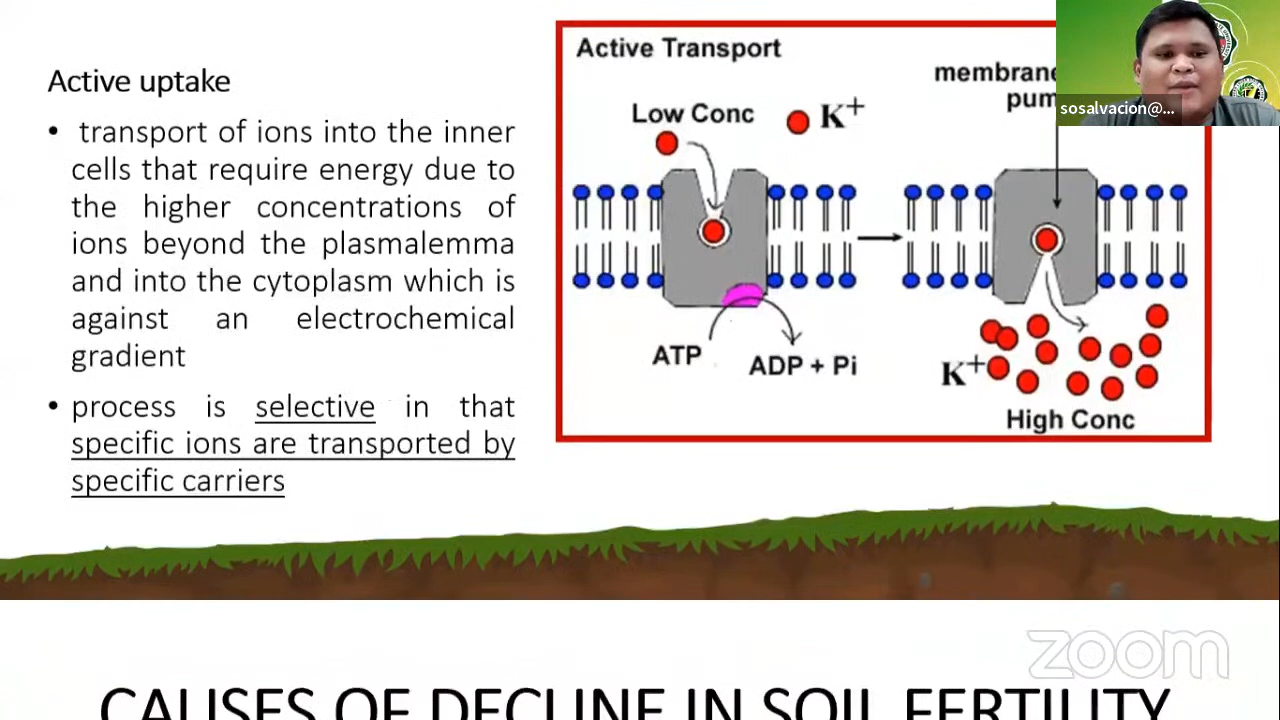 Active uptake
• transport of ions into the inner
cells that require energy due to
the higher concentrations of
ions beyond the plasmalemma
and into the cytoplasm which is
against an electrochemical
gradient
• process is selective in that
specific ions are transported by
specific carriers
Active Transport
Low Conc
K+
membrane
pum
ATP
ADP + Pi
K+
High Conc
sosalvacion@...
zoom
CAUSES OF DECLINE IN SOIL FERTILITY